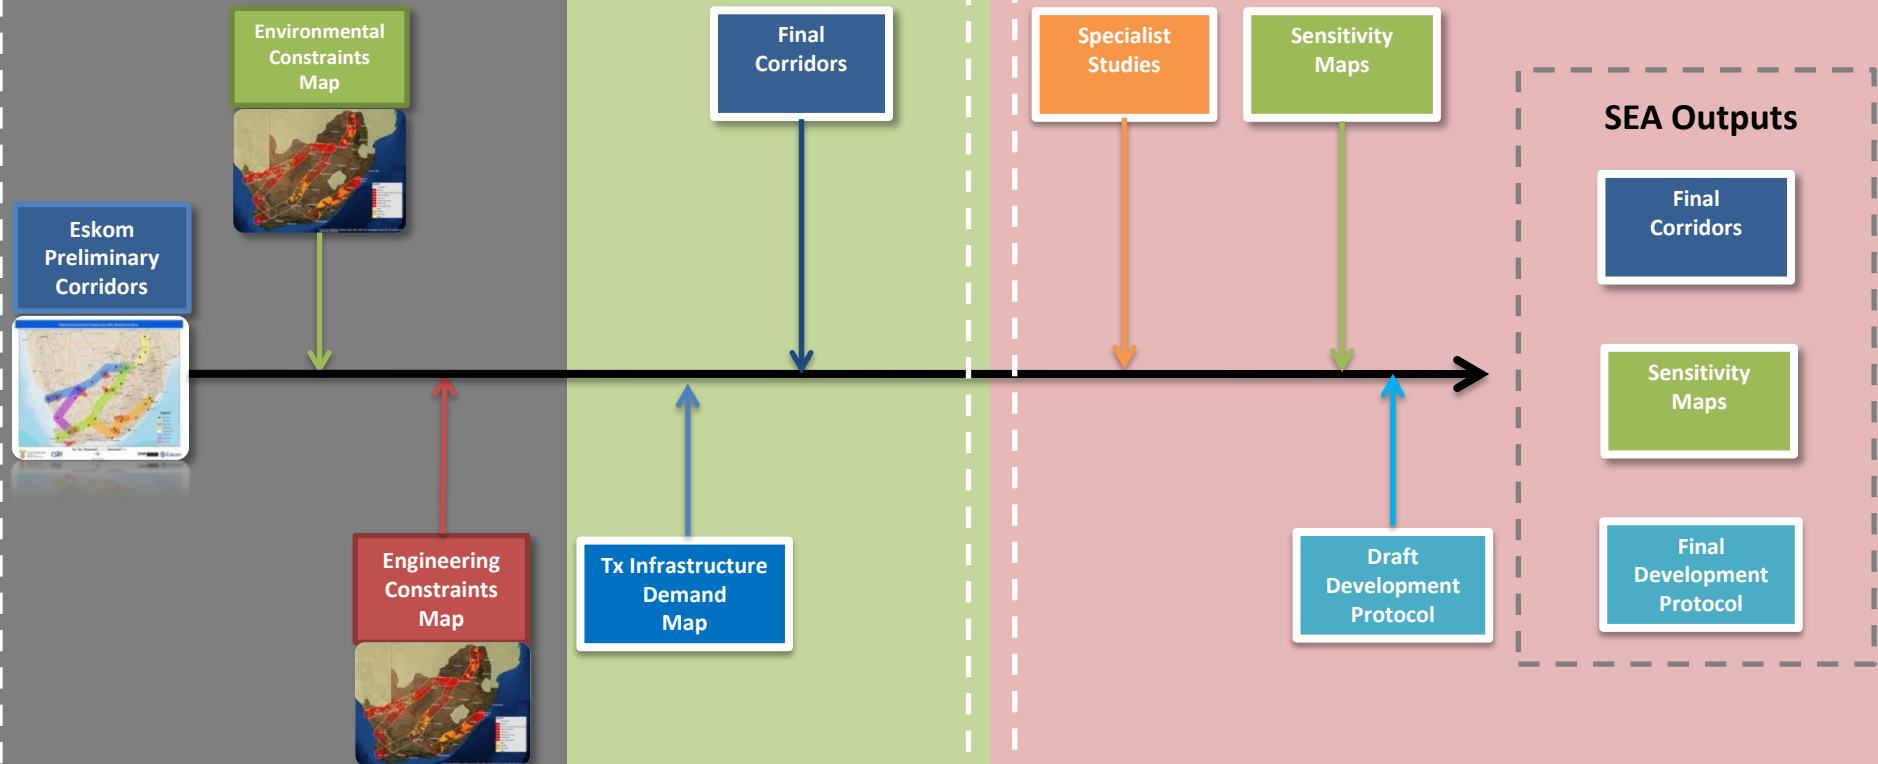 Environmental
Constraints
Map
Final
Corridors
Specialist
Studies
Sensitivity
Maps
SEA Outputs
Final
Corridors
Eskom
Preliminary
Corridors
Sensitivity
Maps
Engineering
Constraints
Map
Tx Infrastructure
Demand
Map
Draft
Development
Protocol
Final
Development
Protocol